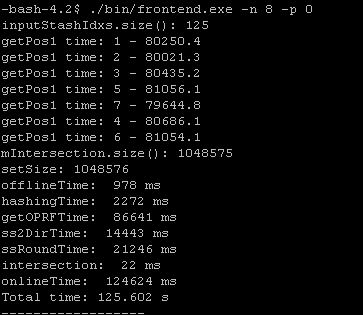 -bash-4.2$ ./bin/frontend.exe -n 8 -p 0
inputStashIdxs.size(): 125
getPos1 time: 1 - 80250.4
getPos1 time: 2 - 80021.3
getPos1 time: 3 - 80435.2
getPos1 time: 5 - 81056.1
getPos1 time: 7 - 79644.8
getPos1 time: 4 - 80686.1
getPos1 time: 6 - 81054.1
mIntersection.size(): 1048575
setSize: 1048576
offlineTime:  978 ms
hashingTime:  2272 ms
getOPRFTime:  86641 ms
ss2DirTime:  14443 ms
ssRoundTime:  21246 ms
intersection:  22 ms
onlineTime:  124624 ms
Total time: 125.602 s
------------------